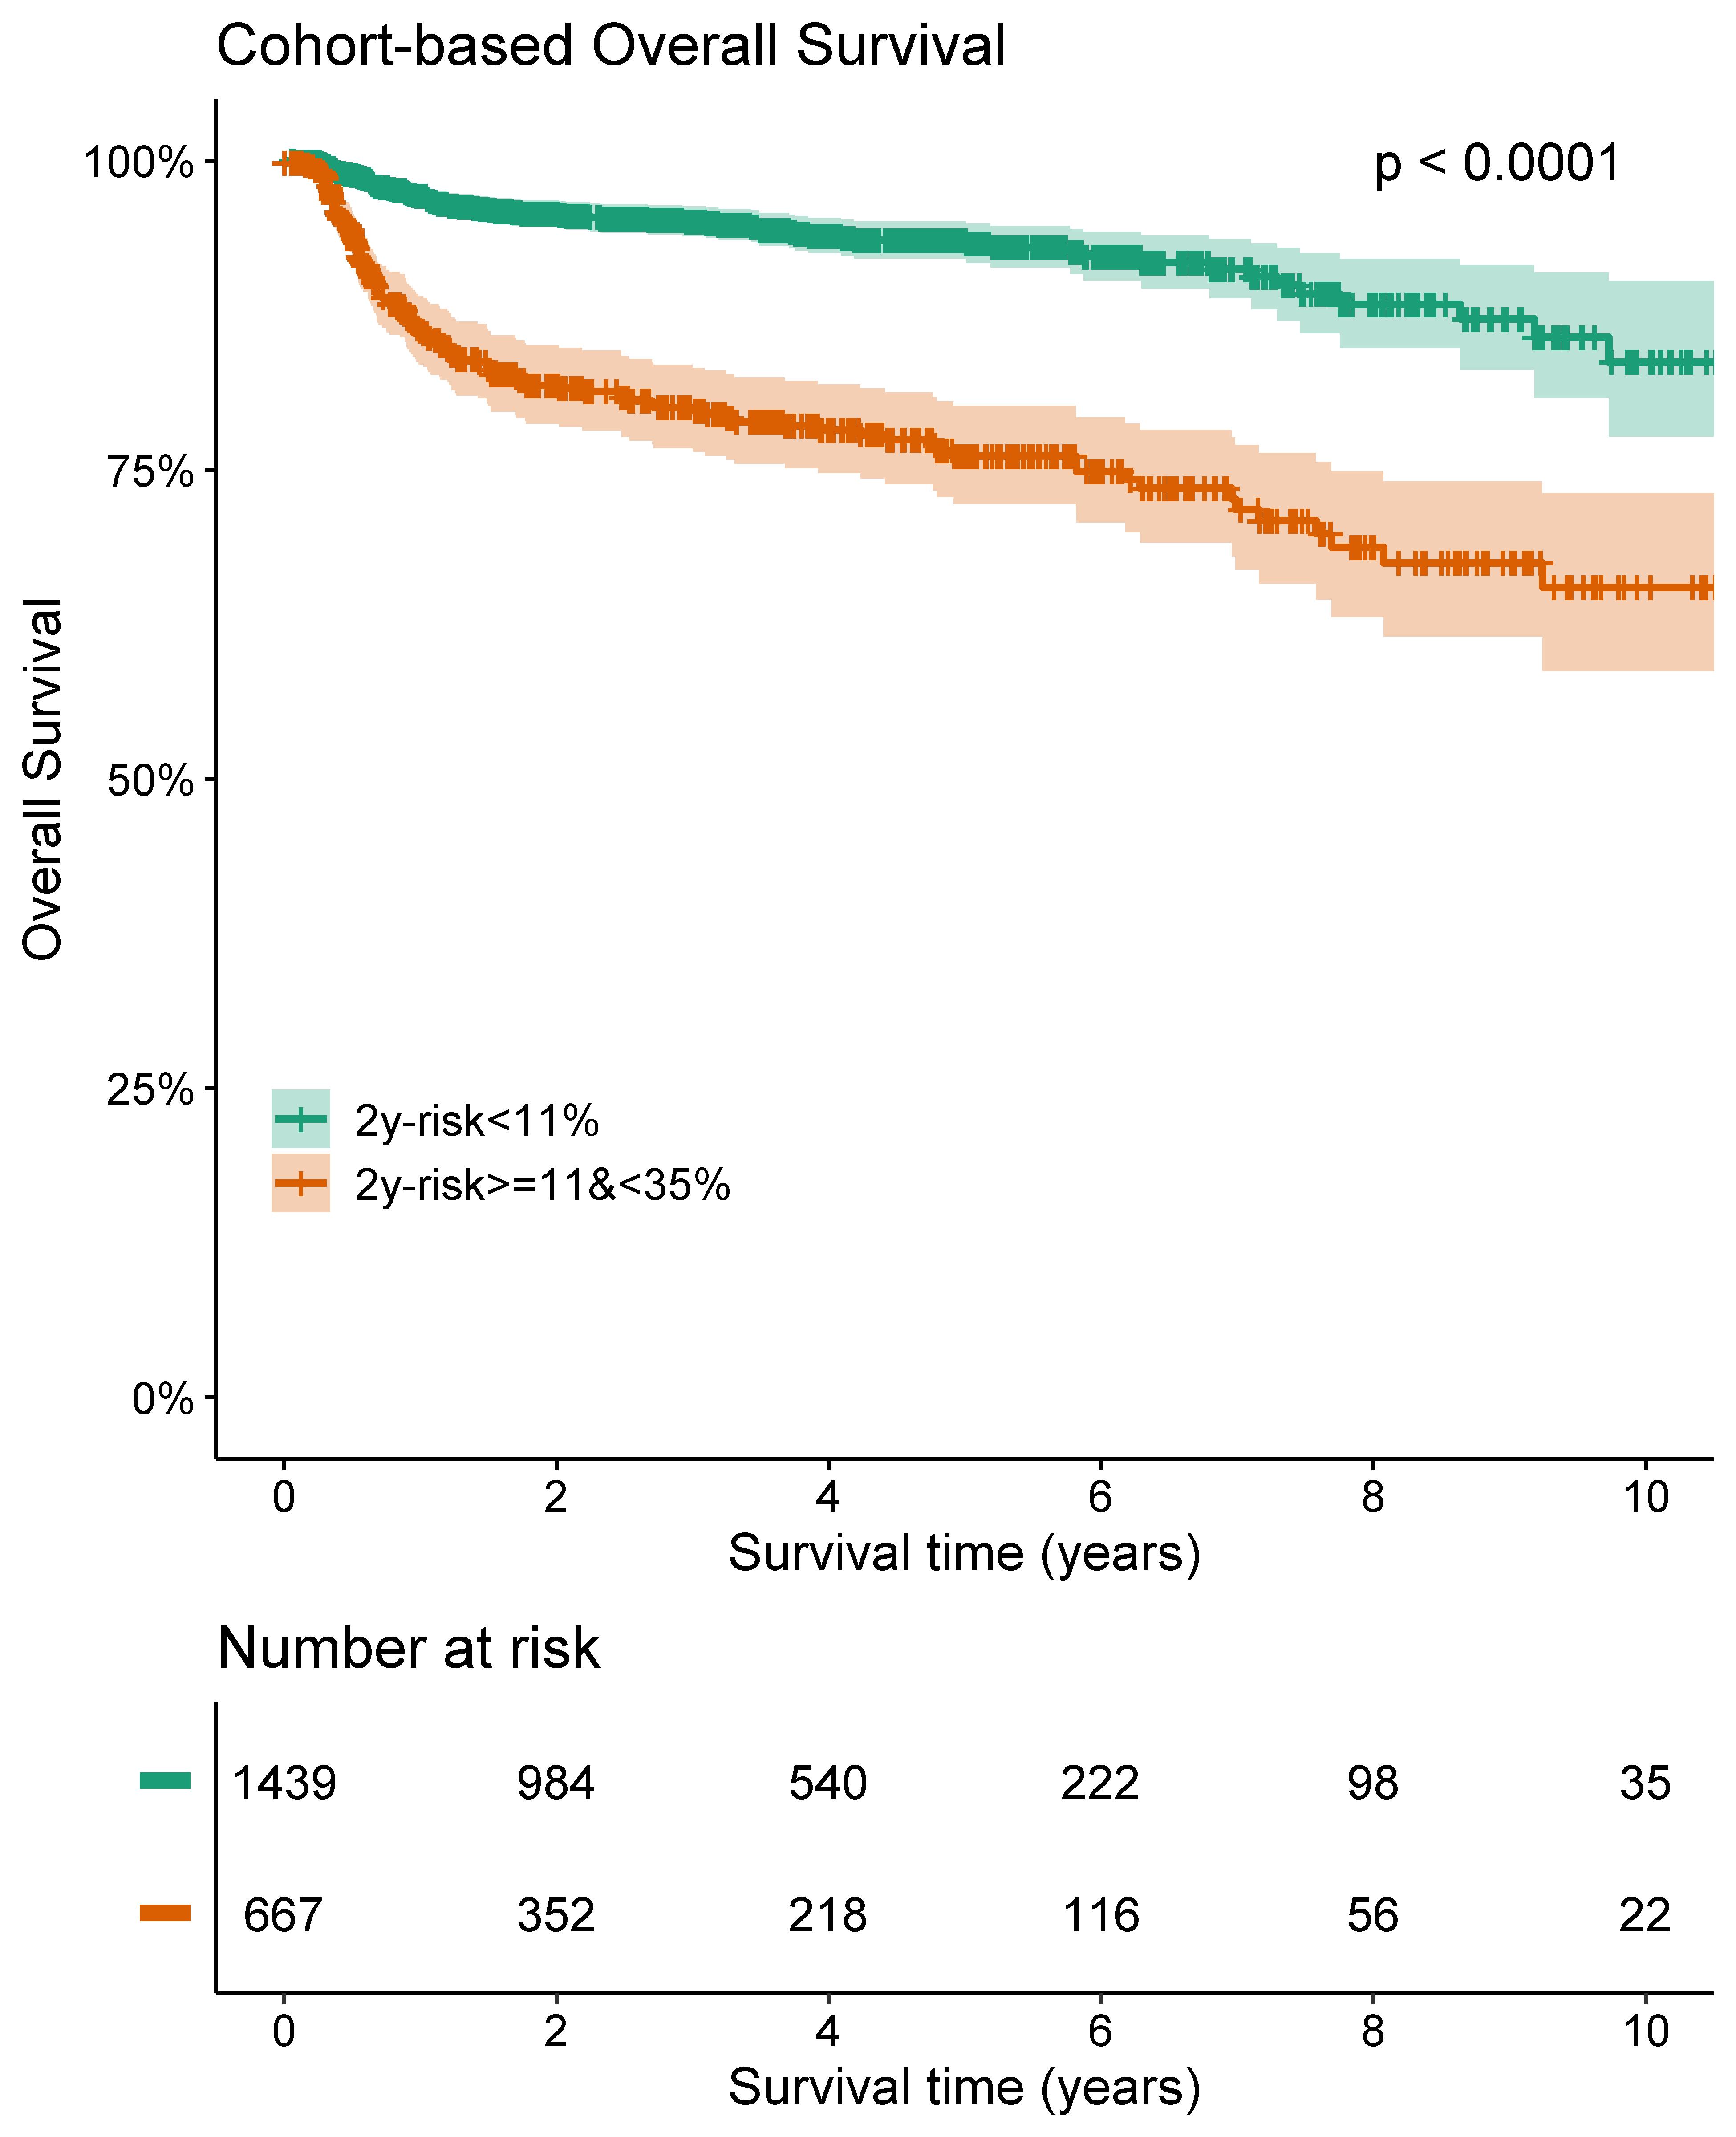 Cohort-based Overall Survival
p < 0.0001
100%
75%
50%
25%
0%
Overall Survival
2y-risk<11%
2y-risk>=11&<35%
0 2 4 6 8 10
Survival time (years)
Number at risk
1439 984 540 222 98 35
667 352 218 116 56 22
0 2 4 6 8 10
Survival time (years)